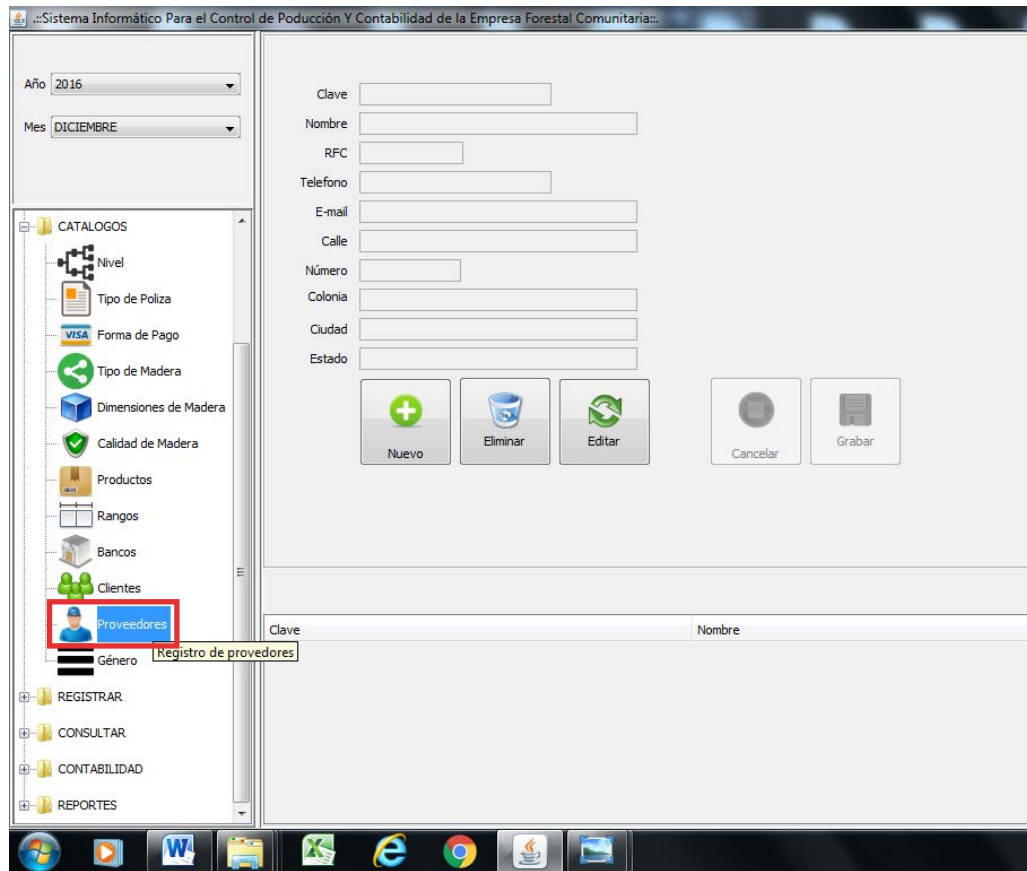 .::Sistema Informático Para el Control de Poducción Y Contabilidad de la Empresa Forestal Comunitaria::.
Año 2016
Mes DICIEMBRE
CATALOGOS
Nivel
Tipo de Poliza
VISA Forma de Pago
Tipo de Madera
Dimensiones de Madera
Calidad de Madera
Productos
Rangos
Bancos
Clientes
Proveedores
Registro de provedores
Género
REGISTRAR
CONSULTAR
CONTABILIDAD
REPORTES
Clave
Nombre
RFC
Telefono
E-mail
Calle
Número
Colonia
Ciudad
Estado
Nuevo
Eliminar
Editar
Cancelar
Grabar
Clave Nombre